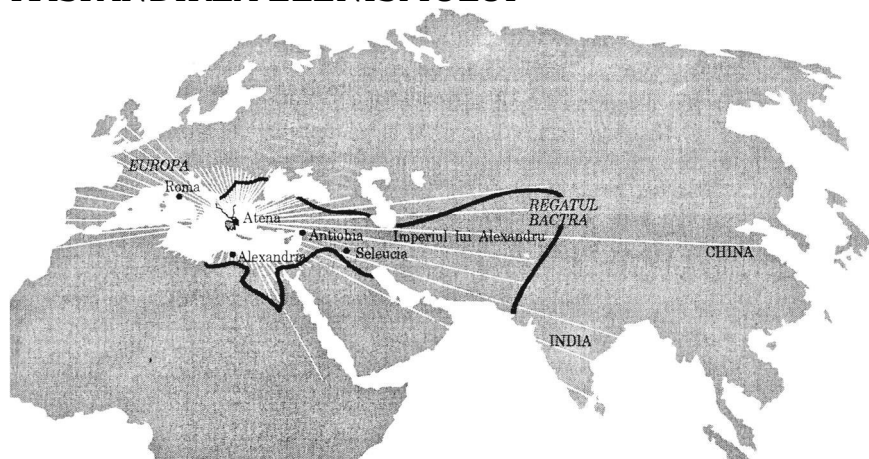 EUROPA
Roma
Atena
REGATUL
BACTRA
Antiohia
Imperiul lui Alexandru
Alexandria
Seleucia
CHINA
INDIA